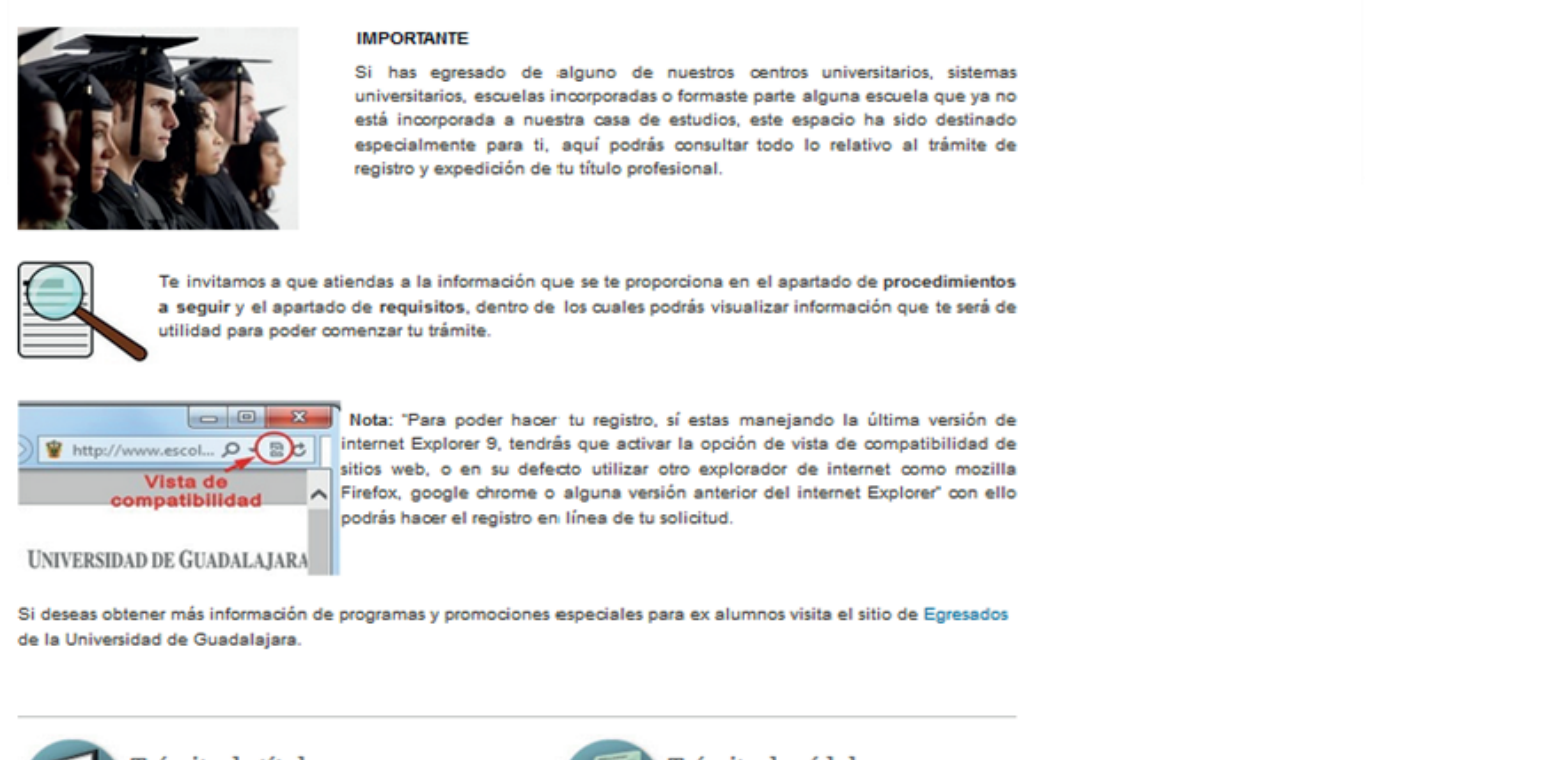 IMPORTANTE
Si has egresado de alguno de nuestros centros universitarios, sistemas
universitarios, escuelas incorporadas o formaste parte alguna escuela que ya no
está incorporada a nuestra casa de estudios, este espacio ha sido destinado
especialmente para ti, aquí podrás consultar todo lo relativo al trámite de
registro y expedición de tu título profesional.
Te invitamos a que atiendas a la información que se te proporciona en el apartado de procedimientos
a seguir y el apartado de requisitos, dentro de los cuales podrás visualizar información que te será de
utilidad para poder comenzar tu trámite.
http://www.escol...
Vista de
compatibilidad
UNIVERSIDAD DE GUADALAJARA
Nota: "Para poder hacer tu registro, sí estas manejando la última versión de
internet Explorer 9, tendrás que activar la opción de vista de compatibilidad de
sitios web, o en su defecto utilizar otro explorador de internet como mozilla
Firefox, google chrome o alguna versión anterior del internet Explorer" con ello
podrás hacer el registro en línea de tu solicitud.
Si deseas obtener más información de programas y promociones especiales para ex alumnos visita el sitio de Egresados
de la Universidad de Guadalajara.